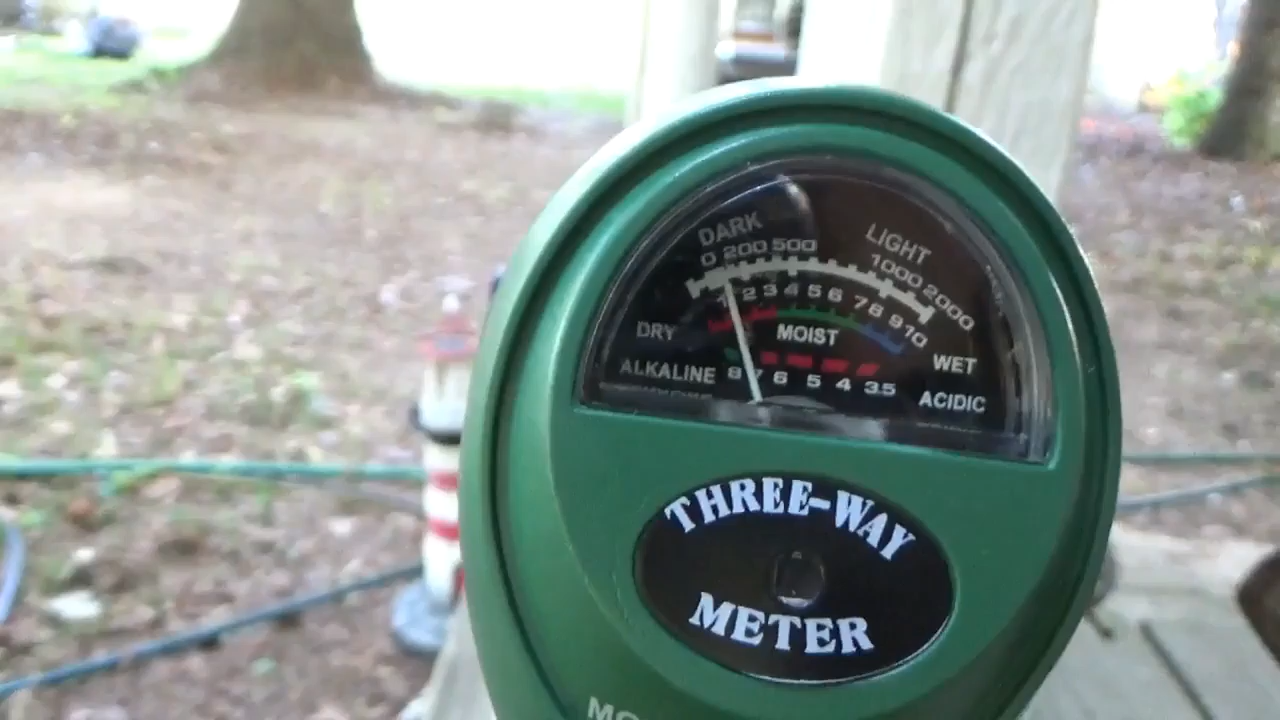 DARK LIGHT
0 200 500 1000 2000
1 2 3 4 5 6 7 8 9 10
DRY MOIST WET
ALKALINE 8 7 6 5 4 3.5 ACIDIC
THREE-WAY
METER